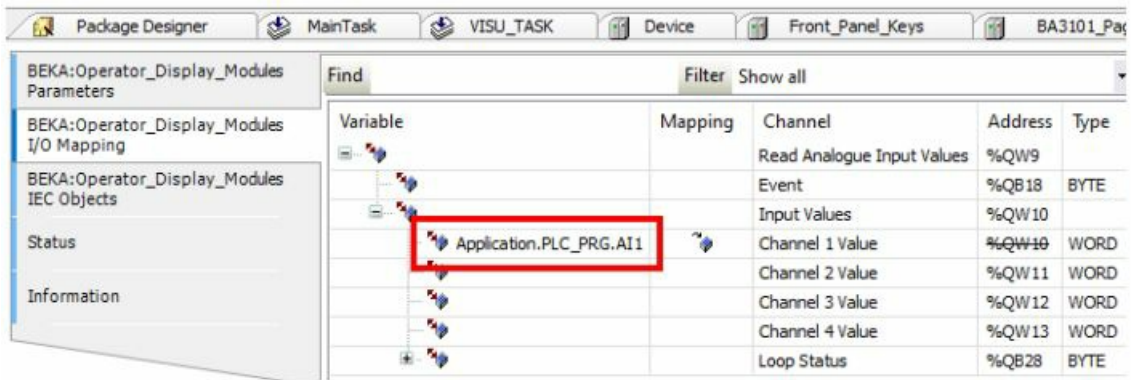 Package Designer MainTask VISU_TASK Device Front_Panel_Keys BA3101_Pag
BEKA:Operator_Display_Modules
Parameters
BEKA:Operator_Display_Modules
I/O Mapping
BEKA:Operator_Display_Modules
IEC Objects
Status
Information
Find Filter Show all
Variable Mapping Channel Address Type
Read Analogue Input Values %QW9
Event %QB18 BYTE
Input Values %QW10
Application.PLC_PRG.AI1 Channel 1 Value %QW10 WORD
Channel 2 Value %QW11 WORD
Channel 3 Value %QW12 WORD
Channel 4 Value %QW13 WORD
Loop Status %QB28 BYTE